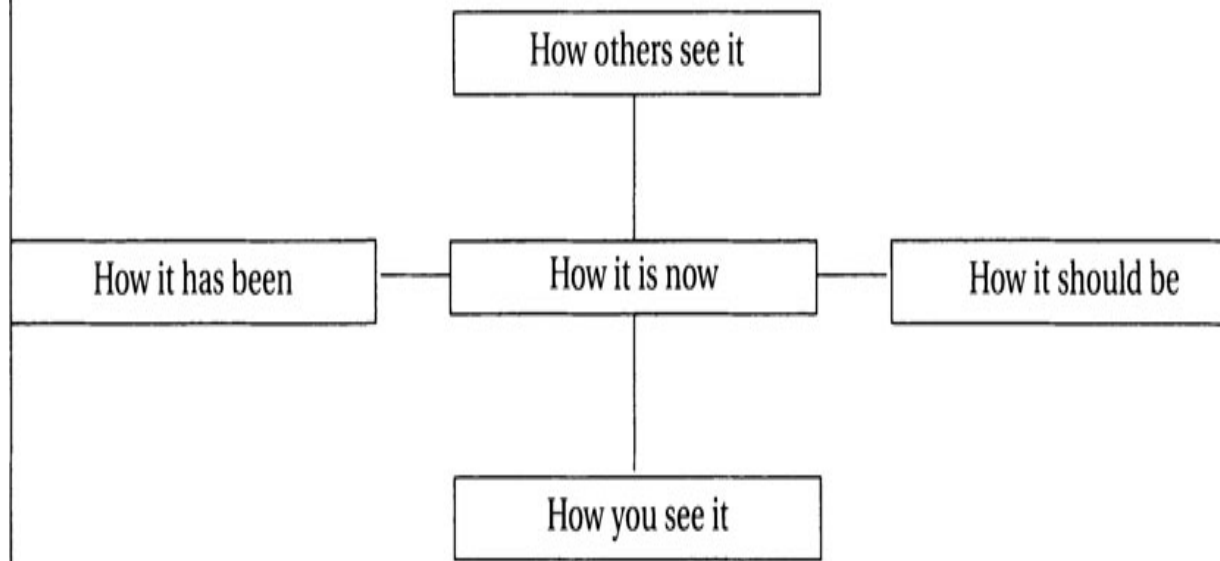 How others see it
How it has been
How it is now
How it should be
How you see it